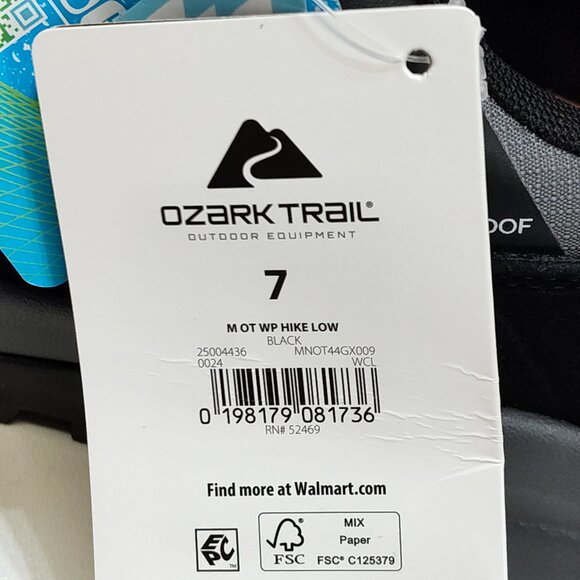 OZARK TRAIL®
OUTDOOR EQUIPMENT
7
M OT WP HIKE LOW
BLACK
25004436 MNOT44GX009
0024 WCL
0 198179 081736
RN# 52469
Find more at Walmart.com
EPC
MIX
Paper
FSC
FSC® C125379
OOF